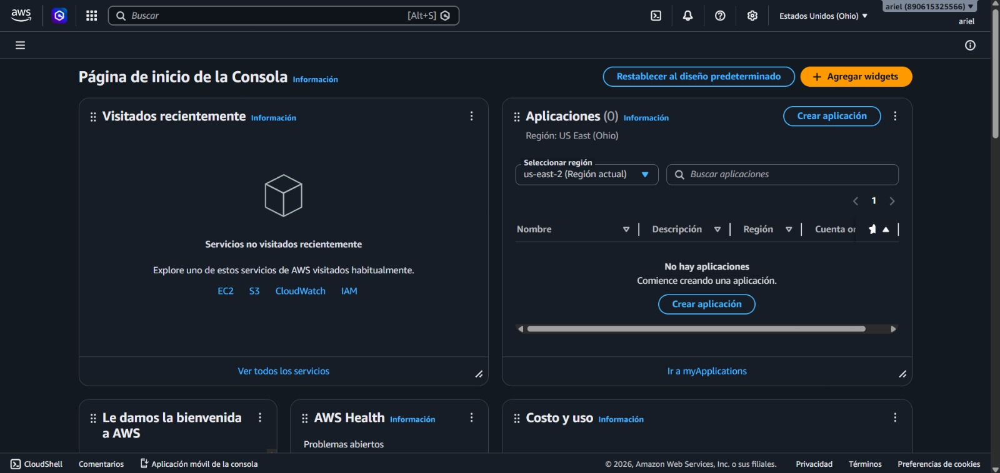 aws
Buscar
[Alt+S]
Estados Unidos (Ohio)
ariel (890615325566)
ariel
Página de inicio de la Consola Información
Restablecer al diseño predeterminado
Agregar widgets
Visitados recientemente Información
Servicios no visitados recientemente
Explore uno de estos servicios de AWS visitados habitualmente.
EC2 S3 CloudWatch IAM
Ver todos los servicios
Aplicaciones (0) Información
Crear aplicación
Región: US East (Ohio)
Seleccionar región
us-east-2 (Región actual)
Buscar aplicaciones
1
Nombre Descripción Región Cuenta or
No hay aplicaciones
Comience creando una aplicación.
Crear aplicación
Ir a myApplications
Le damos la bienvenida
a AWS
AWS Health Información
Problemas abiertos
Costo y uso Información
CloudShell Comentarios Aplicación móvil de la consola
© 2026, Amazon Web Services, Inc. o sus filiales. Privacidad Términos Preferencias de cookies